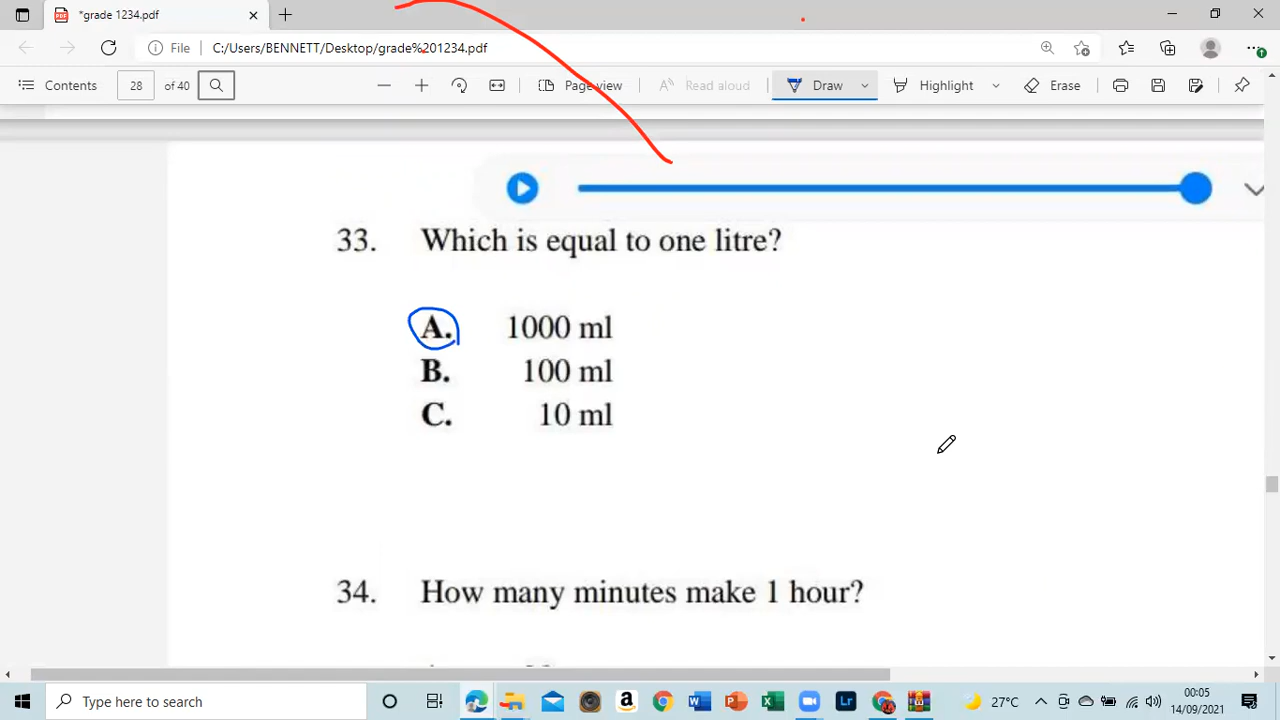 *grade 1234.pdf
File C:/Users/BENNETT/Desktop/grade%201234.pdf
Contents 28 of 40 Page view Read aloud Draw Highlight Erase
33. Which is equal to one litre?
A. 1000 ml
B. 100 ml
C. 10 ml
34. How many minutes make 1 hour?
Type here to search
27°C
00:05
14/09/2021